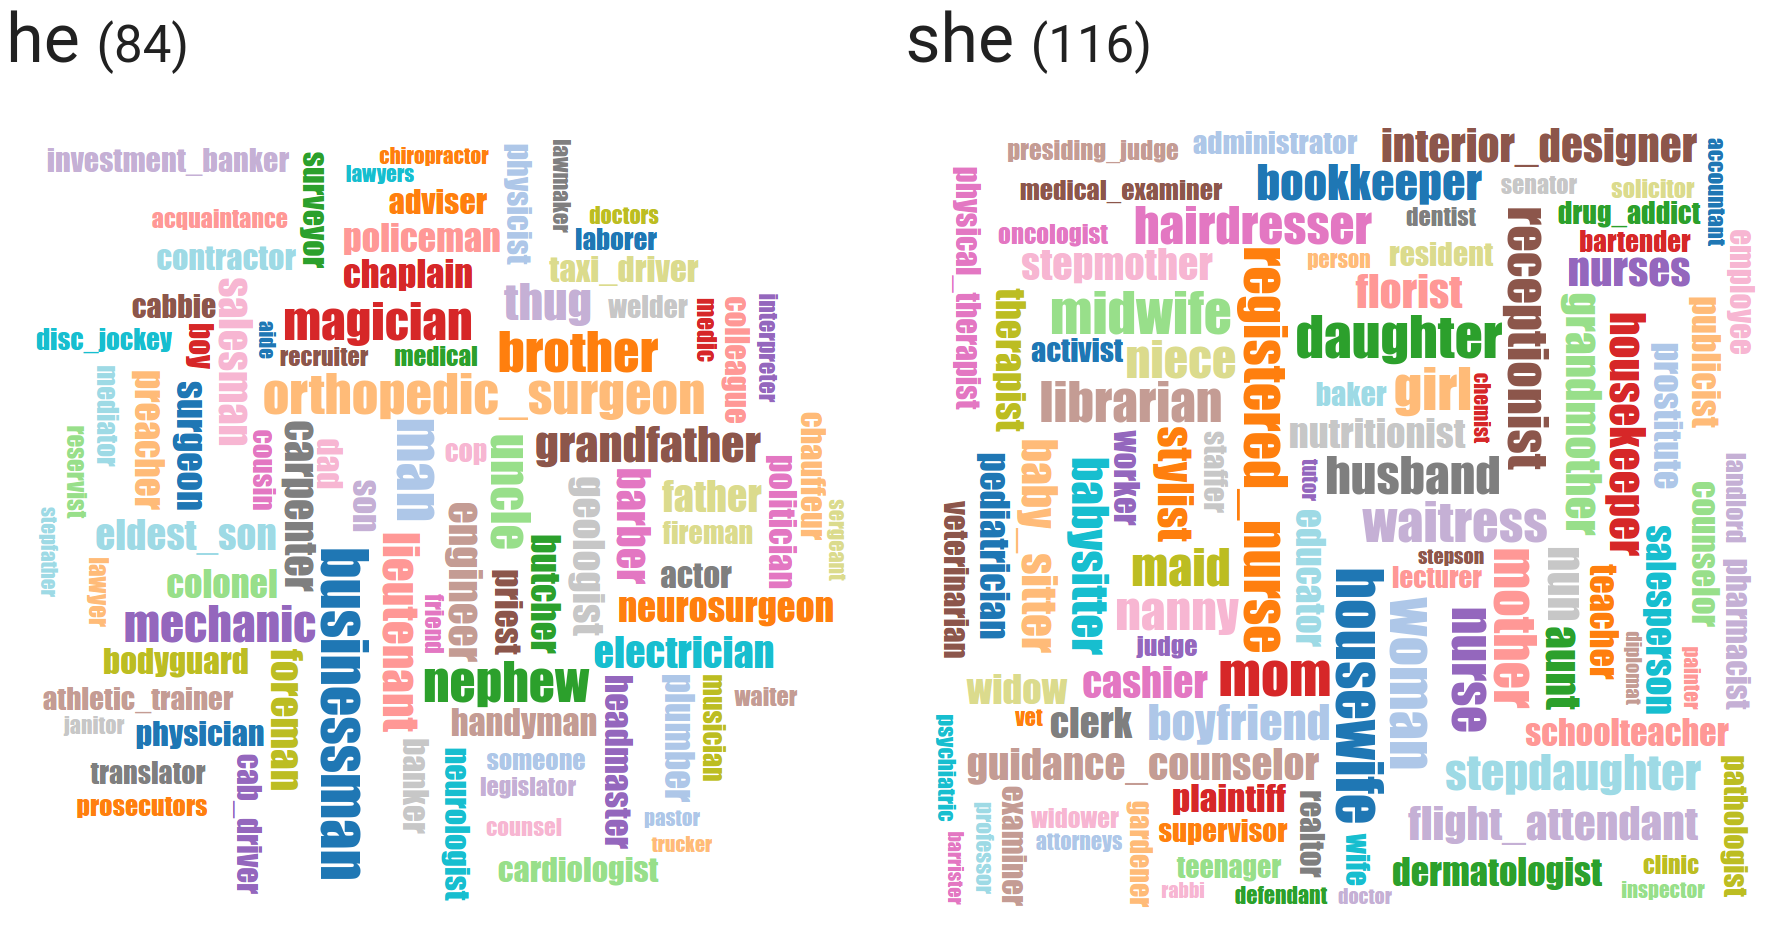 he (84)
investment_banker
surveyor
chiropractor
lawyers
physicist
lawmaker
adviser
acquaintance
doctors
policeman
laborer
contractor
chaplain
taxi_driver
salesman
thug
welder
cabbie
magician
medic
colleague
interpreter
disc_jockey
boy
aide
recruiter
medical
brother
mediator
preacher
surgeon
orthopedic_surgeon
reservist
cousin
carpenter
dad
man
cop
uncle
grandfather
chauffeur
son
geologist
barber
father
politician
sergeant
stepfather
eldest_son
engineer
fireman
lawyer
colonel
businessman
lieutenant
priest
butcher
actor
mechanic
friend
neurosurgeon
bodyguard
foreman
electrician
nephew
athletic_trainer
headmaster
plumber
musician
waiter
janitor
physician
handyman
translator
cab_driver
banker
neurologist
someone
legislator
prosecutors
counsel
pastor
trucker
cardiologist
she (116)
presiding_judge
administrator
interior_designer
accountant
physical_therapist
medical_examiner
bookkeeper
senator
solicitor
hairdresser
dentist
drug_addict
oncologist
receptionist
bartender
employee
stepmother
registered_nurse
person
resident
nurses
therapist
midwife
florist
grandmother
housekeeper
publicist
activist
niece
daughter
prostitute
librarian
baker
girl
chemist
nutritionist
veterinarian
pediatrician
baby_sitter
babysitter
worker
stylist
staffer
tutor
husband
landlord
counselor
educator
waitress
salesperson
maid
stepson
lecturer
mother
nun
teacher
pharmacist
nanny
housewife
woman
nurse
judge
aunt
diplomat
painter
widow
cashier
mom
vet
clerk
boyfriend
schoolteacher
psychiatric
guidance_counselor
stepdaughter
pathologist
professor
examiner
widower
gardener
plaintiff
realtor
flight_attendant
barrister
attorneys
supervisor
wife
teenager
dermatologist
clinic
rabbi
defendant
doctor
inspector